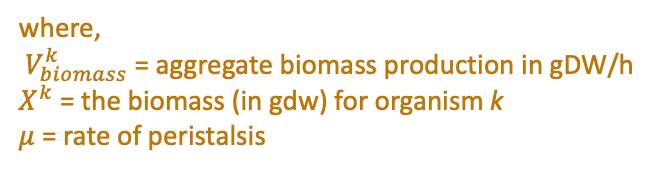 where,
V^k_biomass = aggregate biomass production in gDW/h
X^k = the biomass (in gdw) for organism k
μ = rate of peristalsis